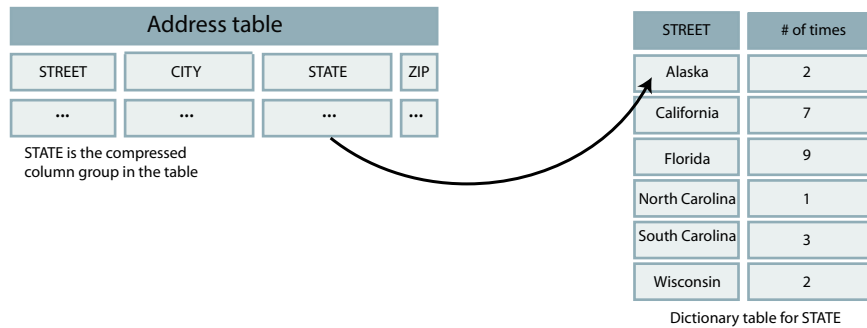 Address table
STREET CITY STATE ZIP
... ... ... ...
STATE is the compressed
column group in the table
STREET # of times
Alaska 2
California 7
Florida 9
North Carolina 1
South Carolina 3
Wisconsin 2
Dictionary table for STATE